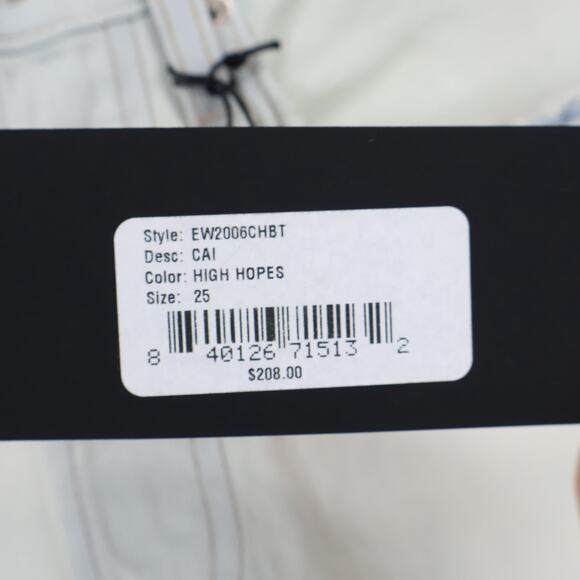 Style: EW2006CHBT
Desc: CAI
Color: HIGH HOPES
Size: 25
8 40126 71513 2
$208.00